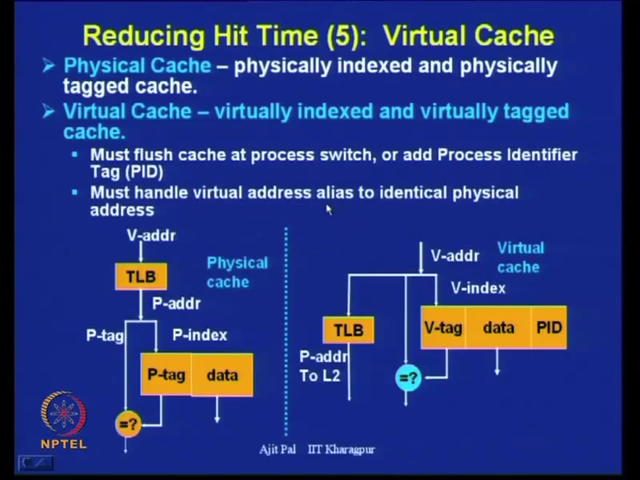 Reducing Hit Time (5): Virtual Cache
Physical Cache – physically indexed and physically
tagged cache.
Virtual Cache – virtually indexed and virtually tagged
cache.
Must flush cache at process switch, or add Process Identifier
Tag (PID)
Must handle virtual address alias to identical physical
address
V-addr
TLB
Physical
cache
P-addr
P-tag
P-index
P-tag
data
=?
V-addr
Virtual
cache
V-index
TLB
V-tag
data
PID
P-addr
To L2
=?
NPTEL
Ajit Pal IIT Kharagpur